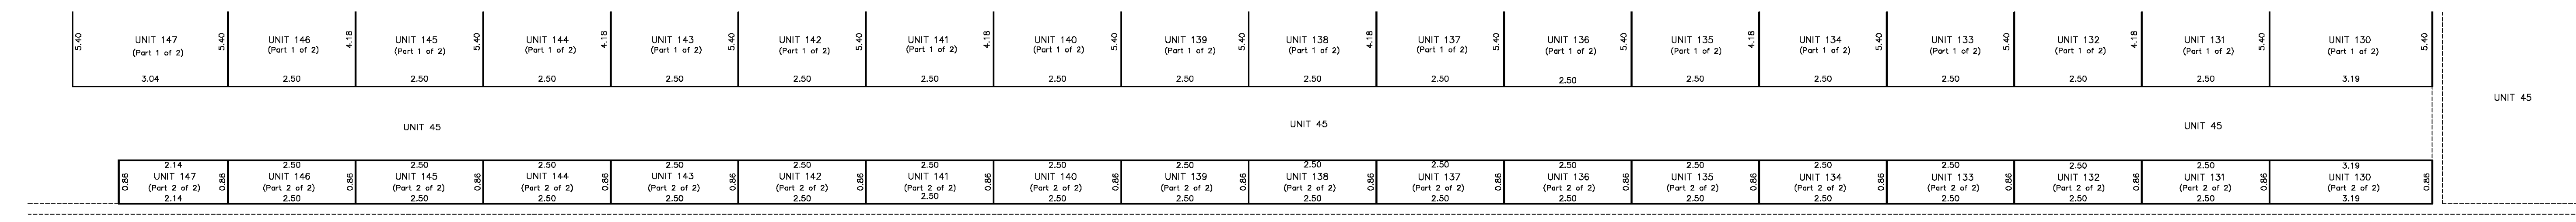 UNIT 147 UNIT 146 UNIT 145 UNIT 144 UNIT 143 UNIT 142 UNIT 141 UNIT 140 UNIT 139 UNIT 138 UNIT 137 UNIT 136 UNIT 135 UNIT 134 UNIT 133 UNIT 132 UNIT 131 UNIT 130
5.40 5.40 4.18 5.40 4.18 5.40 5.40 4.18 5.40 5.40 4.18 5.40 5.40 4.18 5.40 5.40 4.18 5.40 5.40
(Part 1 of 2) (Part 1 of 2) (Part 1 of 2) (Part 1 of 2) (Part 1 of 2) (Part 1 of 2) (Part 1 of 2) (Part 1 of 2) (Part 1 of 2) (Part 1 of 2) (Part 1 of 2) (Part 1 of 2) (Part 1 of 2) (Part 1 of 2) (Part 1 of 2) (Part 1 of 2) (Part 1 of 2) (Part 1 of 2)
3.04 2.50 2.50 2.50 2.50 2.50 2.50 2.50 2.50 2.50 2.50 2.50 2.50 2.50 2.50 2.50 2.50 3.19
UNIT 45 UNIT 45 UNIT 45 UNIT 45
2.14 2.50 2.50 2.50 2.50 2.50 2.50 2.50 2.50 2.50 2.50 2.50 2.50 2.50 2.50 2.50 2.50 3.19
UNIT 147 UNIT 146 UNIT 145 UNIT 144 UNIT 143 UNIT 142 UNIT 141 UNIT 140 UNIT 139 UNIT 138 UNIT 137 UNIT 136 UNIT 135 UNIT 134 UNIT 133 UNIT 132 UNIT 131 UNIT 130
0.86 0.86 0.86 0.86 0.86 0.86 0.86 0.86 0.86 0.86 0.86 0.86 0.86 0.86 0.86 0.86 0.86 0.86 0.86
(Part 2 of 2) (Part 2 of 2) (Part 2 of 2) (Part 2 of 2) (Part 2 of 2) (Part 2 of 2) (Part 2 of 2) (Part 2 of 2) (Part 2 of 2) (Part 2 of 2) (Part 2 of 2) (Part 2 of 2) (Part 2 of 2) (Part 2 of 2) (Part 2 of 2) (Part 2 of 2) (Part 2 of 2) (Part 2 of 2)
2.14 2.50 2.50 2.50 2.50 2.50 2.50 2.50 2.50 2.50 2.50 2.50 2.50 2.50 2.50 2.50 2.50 3.19